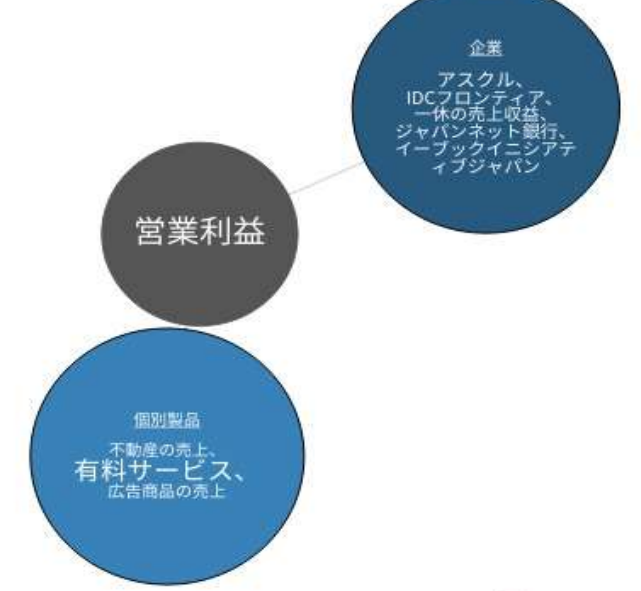 企業
アスクル、
IDCフロンティア、
一休の売上収益、
ジャパンネット銀行、
イーブックイニシアテ
ィブジャパン
営業利益
個別製品
不動産の売上、
有料サービス、
広告商品の売上